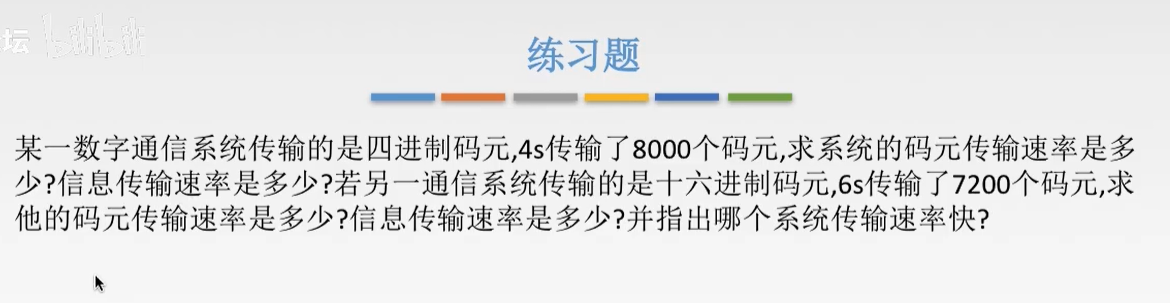 坛 bilibili
练习题
某一数字通信系统传输的是四进制码元,4s传输了8000个码元,求系统的码元传输速率是多
少?信息传输速率是多少?若另一通信系统传输的是十六进制码元,6s传输了7200个码元,求
他的码元传输速率是多少?信息传输速率是多少?并指出哪个系统传输速率快?